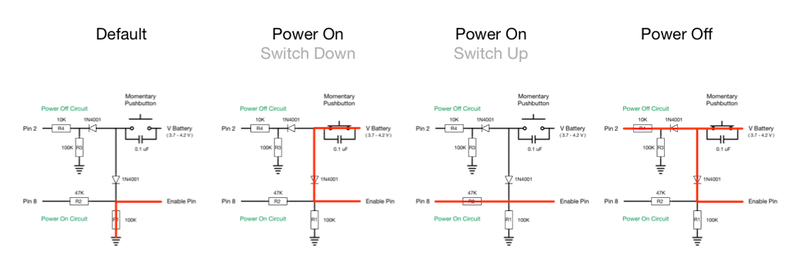 Default
Momentary
Pushbutton
Power Off Circuit
10K
1N4001
Pin 2
R4
V Battery
(3.7 - 4.2 V)
100K
R3
0.1 uF
1N4001
47K
Pin 8
R2
Enable Pin
Power On Circuit
100K
Power On
Switch Down
Momentary
Pushbutton
Power Off Circuit
10K
1N4001
Pin 2
R4
V Battery
(3.7 - 4.2 V)
100K
R3
0.1 uF
1N4001
47K
Pin 8
R2
Enable Pin
Power On Circuit
R1
100K
Power On
Switch Up
Momentary
Pushbutton
Power Off Circuit
10K
1N4001
Pin 2
R4
V Battery
(3.7 - 4.2 V)
100K
R3
0.1 uF
1N4001
47K
Pin 8
Enable Pin
Power On Circuit
R1
100K
Power Off
Momentary
Pushbutton
Power Off Circuit
10K
1N4001
Pin 2
V Battery
(3.7 - 4.2 V)
100K
R3
0.1 uF
1N4001
47K
Pin 8
R2
Enable Pin
Power On Circuit
R1
100K